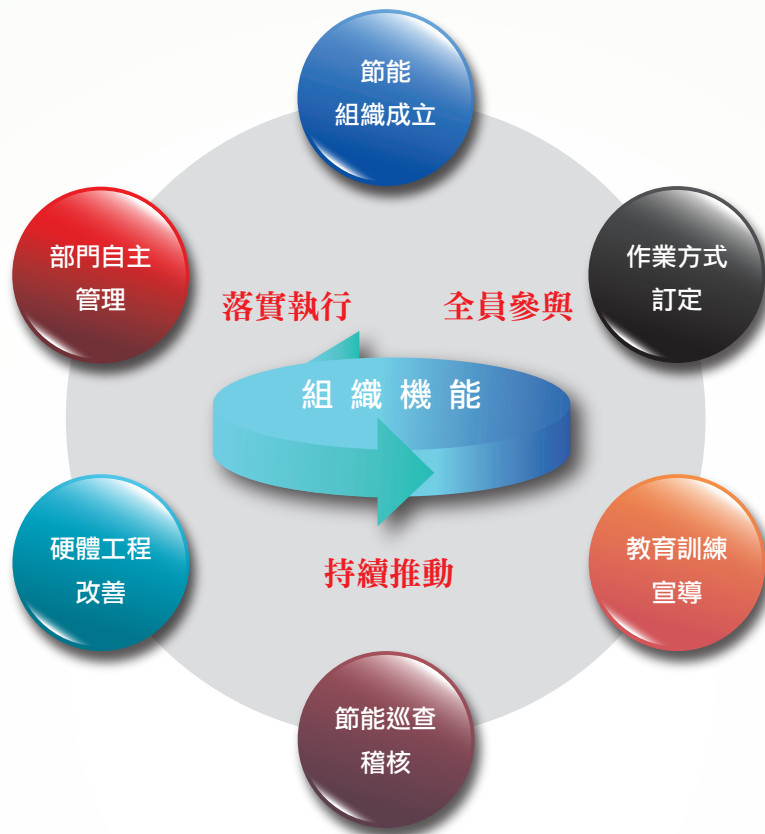 節能
組織成立
部門自主
管理
作業方式
訂定
落實執行
全員參與
組織機能
硬體工程
改善
教育訓練
宣導
持續推動
節能巡查
稽核